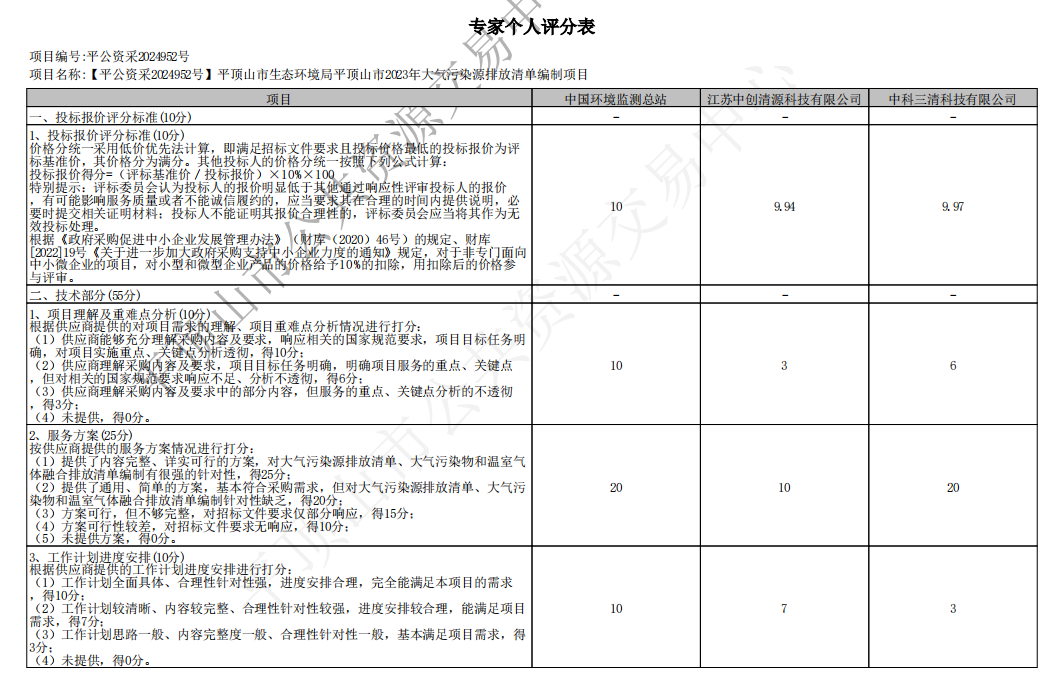 专家个人评分表
项目编号:平公资采2024952号
项目名称:【平公资采2024952号】平顶山市生态环境局平顶山市2023年大气污染源排放清单编制项目
项目 中国环境监测总站 江苏中创清源科技有限公司 中科三清科技有限公司
一、投标报价评分标准(10分) - - -
1、投标报价评分标准(10分)
价格分统一采用低价优先法计算，即满足招标文件要求且投标价格最低的投标报价为评
标基准价，其价格分为满分。其他投标人的价格分统一按照下列公式计算：
投标报价得分=（评标基准价／投标报价）×10%×100
特别提示：评标委员会认为投标人的报价明显低于其他通过响应性评审投标人的报价
，有可能影响服务质量或者不能诚信履约的，应当要求其在合理的时间内提供说明，必
要时提交相关证明材料；投标人不能证明其报价合理性的，评标委员会应当将其作为无
效投标处理。
根据《政府采购促进中小企业发展管理办法》（财库（2020）46号）的规定、财库
[2022]19号《关于进一步加大政府采购支持中小企业力度的通知》规定，对于非专门面向
中小微企业的项目，对小型和微型企业产品的价格给予10%的扣除，用扣除后的价格参
与评审。
10 9.94 9.97
二、技术部分(55分) - - -
1、项目理解及重难点分析(10分)
根据供应商提供的对项目需求的理解、项目重难点分析情况进行打分：
（1）供应商能够充分理解采购内容及要求，响应相关的国家规范要求，项目目标任务明
确，对项目实施重点、关键点分析透彻，得10分；
（2）供应商理解采购内容及要求，项目目标任务明确，明确项目服务的重点、关键点
，但对相关的国家规范要求响应不足、分析不透彻，得6分；
（3）供应商理解采购内容及要求中的部分内容，但服务的重点、关键点分析的不透彻
，得3分；
（4）未提供，得0分。
10 3 6
2、服务方案(25分)
按供应商提供的服务方案情况进行打分：
（1）提供了内容完整、详实可行的方案，对大气污染源排放清单、大气污染物和温室气
体融合排放清单编制有很强的针对性，得25分；
（2）提供了通用、简单的方案，基本符合采购需求，但对大气污染源排放清单、大气污
染物和温室气体融合排放清单编制针对性缺乏，得20分；
（3）方案可行，但不够完整，对招标文件要求仅部分响应，得15分；
（4）方案可行性较差，对招标文件要求无响应，得10分；
（5）未提供方案，得0分。
20 10 20
3、工作计划进度安排(10分)
根据供应商提供的工作计划进度安排进行打分：
（1）工作计划全面具体、合理性针对性强，进度安排合理，完全能满足本项目的需求
，得10分；
（2）工作计划较清晰、内容较完整、合理性针对性较强，进度安排较合理，能满足项目
需求，得7分；
（3）工作计划思路一般、内容完整度一般、合理性针对性一般，基本满足项目需求，得
3分；
（4）未提供，得0分。
10 7 3
平顶山市公共资源交易中心
平顶山市公共资源交易中心